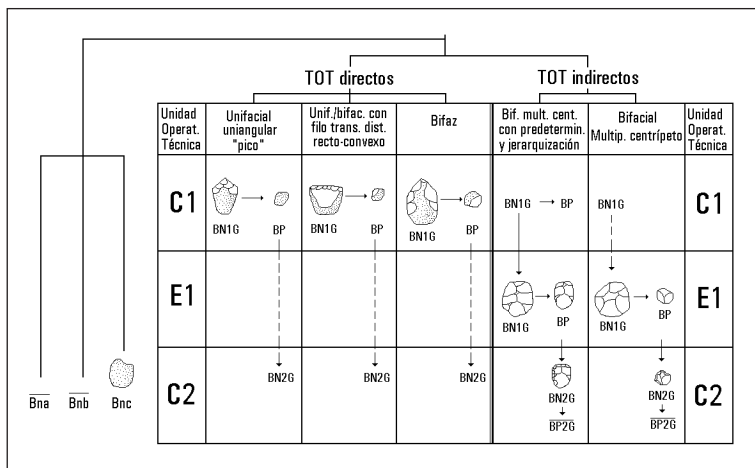 TOT directos
TOT indirectos
Unidad
Operat.
Técnica
Unifacial
uniangular
"pico"
Unif./bifac. con
filo trans. dist.
recto-convexo
Bifaz
Bif. mult. cent.
con predetermin.
y jerarquización
Bifacial
Multip. centrípeto
Unidad
Operat.
Técnica
C1
BN1G
BP
BN1G
BP
BN1G
BP
BN1G
BP
BN1G
C1
E1
BN1G
BP
BN1G
BP
E1
Bna
Bnb
Bnc
C2
BN2G
BN2G
BN2G
BN2G
BP2G
BN2G
BP2G
C2